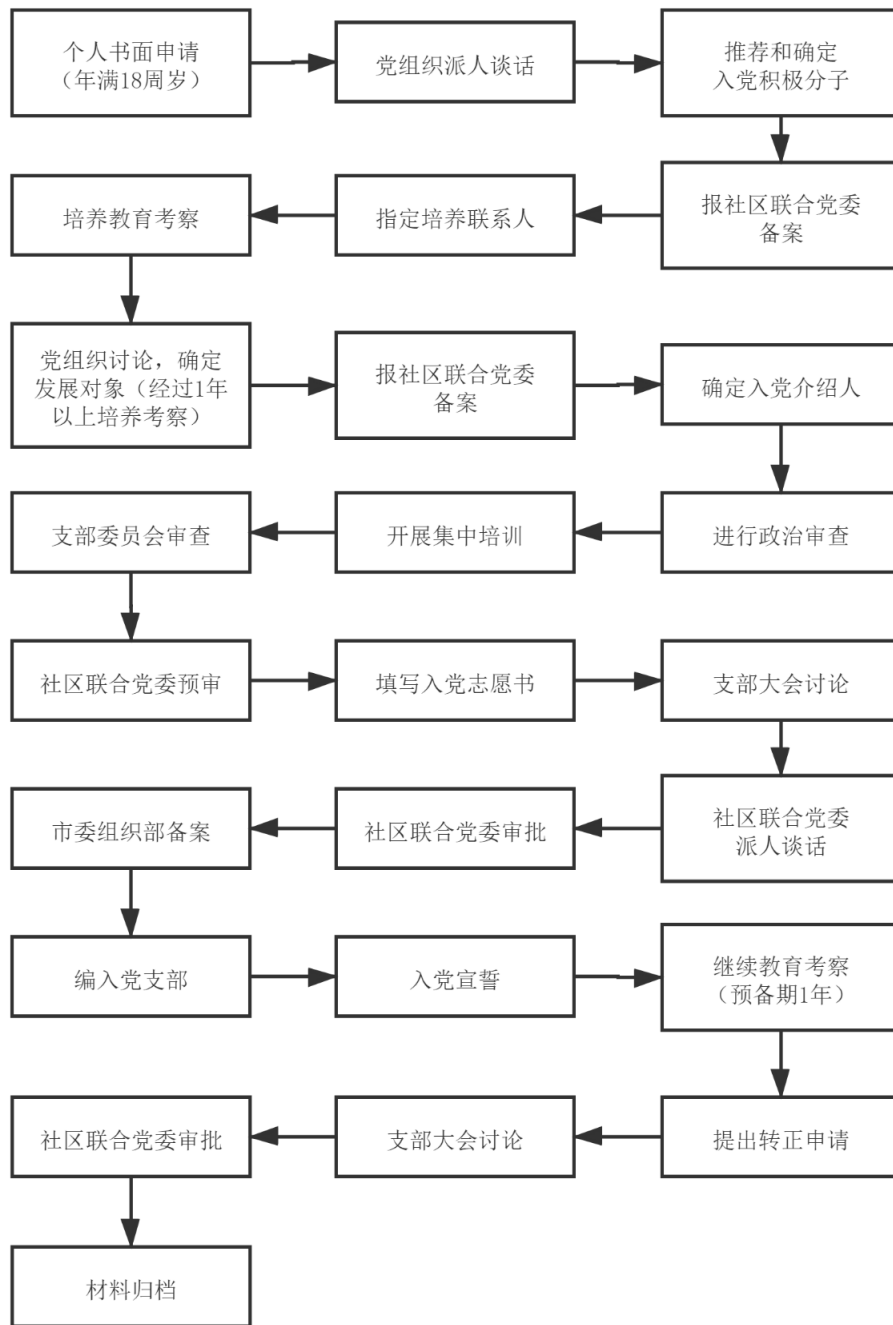 个人书面申请
（年满18周岁）
党组织派人谈话
推荐和确定
入党积极分子
报社区联合党委
备案
指定培养联系人
培养教育考察
党组织讨论，确定
发展对象（经过1年
以上培养考察）
报社区联合党委
备案
确定入党介绍人
进行政治审查
开展集中培训
支部委员会审查
社区联合党委预审
填写入党志愿书
支部大会讨论
社区联合党委
派人谈话
社区联合党委审批
市委组织部备案
编入党支部
入党宣誓
继续教育考察
（预备期1年）
提出转正申请
支部大会讨论
社区联合党委审批
材料归档